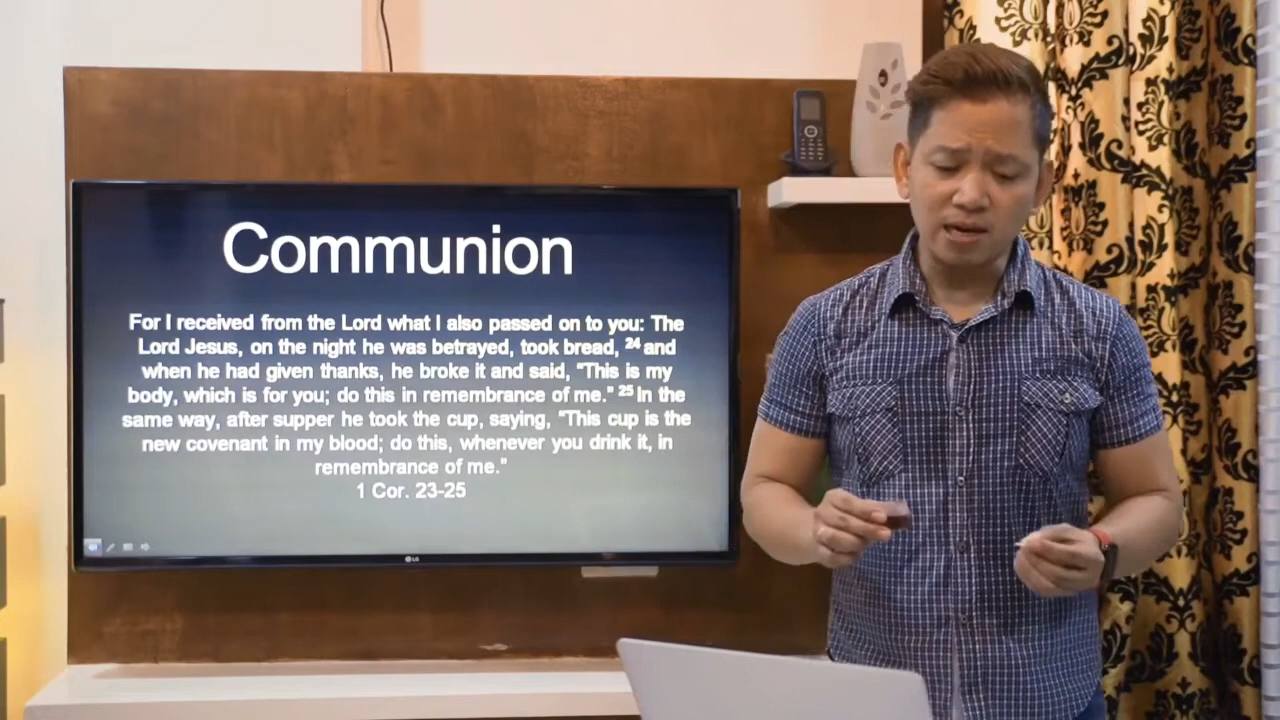 Communion
For I received from the Lord what I also passed on to you: The
Lord Jesus, on the night he was betrayed, took bread, 24 and
when he had given thanks, he broke it and said, “This is my
body, which is for you; do this in remembrance of me.” 25 In the
same way, after supper he took the cup, saying, “This cup is the
new covenant in my blood; do this, whenever you drink it, in
remembrance of me.”
1 Cor. 23-25
LG